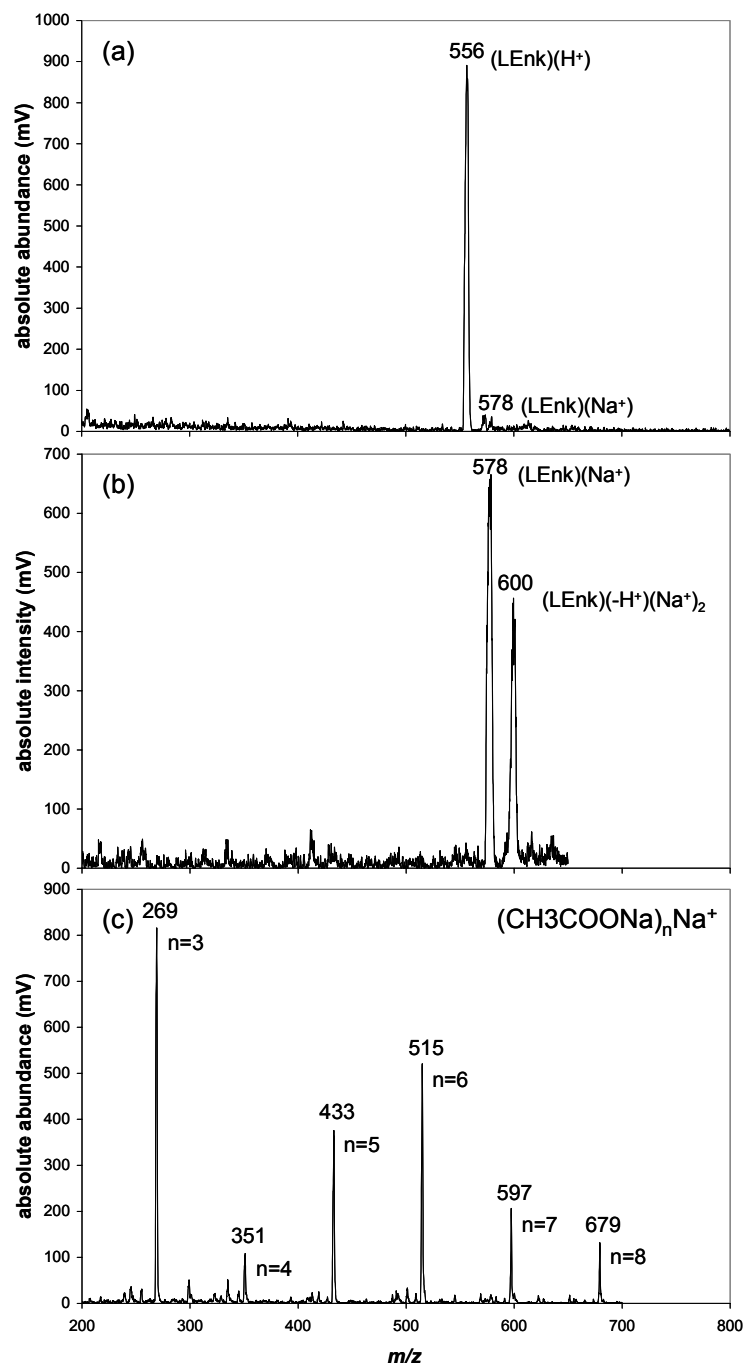 (a)
1000
900
800
700
600
500
400
300
200
100
0
absolute abundance (mV)
556 (LEnk)(H⁺)
578 (LEnk)(Na⁺)
(b)
700
600
500
400
300
200
100
0
absolute intensity (mV)
578 (LEnk)(Na⁺)
600 (LEnk)(-H⁺)(Na⁺)₂
(c)
(CH3COONa)ₙNa⁺
900
800
700
600
500
400
300
200
100
0
absolute abundance (mV)
269
n=3
351
n=4
433
n=5
515
n=6
597
n=7
679
n=8
200 300 400 500 600 700 800
m/z